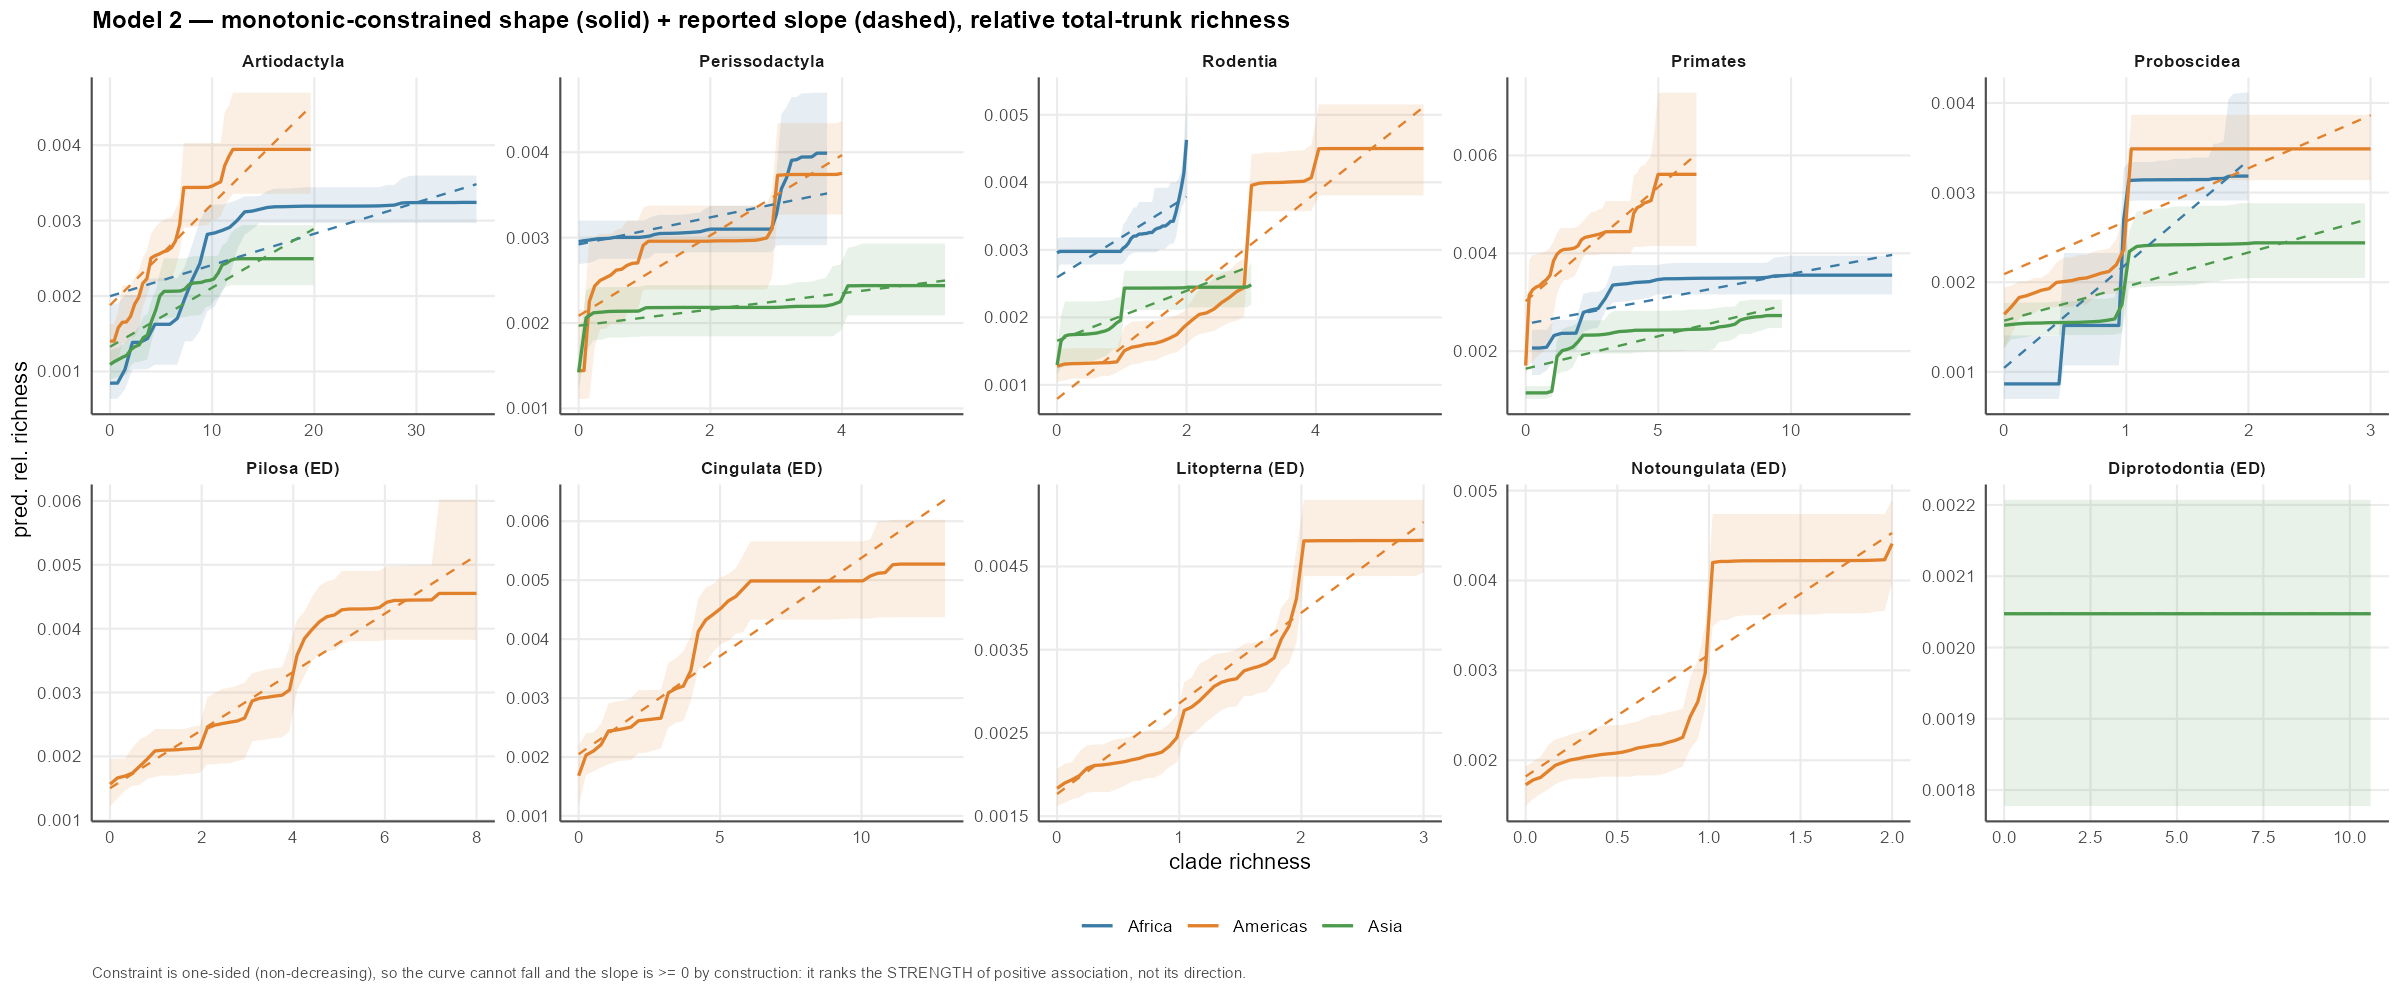 Model 2 — monotonic-constrained shape (solid) + reported slope (dashed), relative total-trunk richness
Artiodactyla
Perissodactyla
Rodentia
Primates
Proboscidea
0.004
0.003
0.002
0.001
0 10 20 30
0.004
0.003
0.002
0.001
0 2 4
0.005
0.004
0.003
0.002
0.001
0 2 4
0.006
0.004
0.002
0 5 10
0.004
0.003
0.002
0.001
0 1 2 3
pred. rel. richness
Pilosa (ED)
Cingulata (ED)
Litopterna (ED)
Notoungulata (ED)
Diprotodontia (ED)
0.006
0.005
0.004
0.003
0.002
0.001
0 2 4 6 8
0.006
0.005
0.004
0.003
0.002
0.001
0 5 10
0.0045
0.0035
0.0025
0.0015
0 1 2 3
0.005
0.004
0.003
0.002
0.0 0.5 1.0 1.5 2.0
0.0022
0.0021
0.0020
0.0019
0.0018
0.0 2.5 5.0 7.5 10.0
clade richness
Africa Americas Asia
Constraint is one-sided (non-decreasing), so the curve cannot fall and the slope is >= 0 by construction: it ranks the STRENGTH of positive association, not its direction.